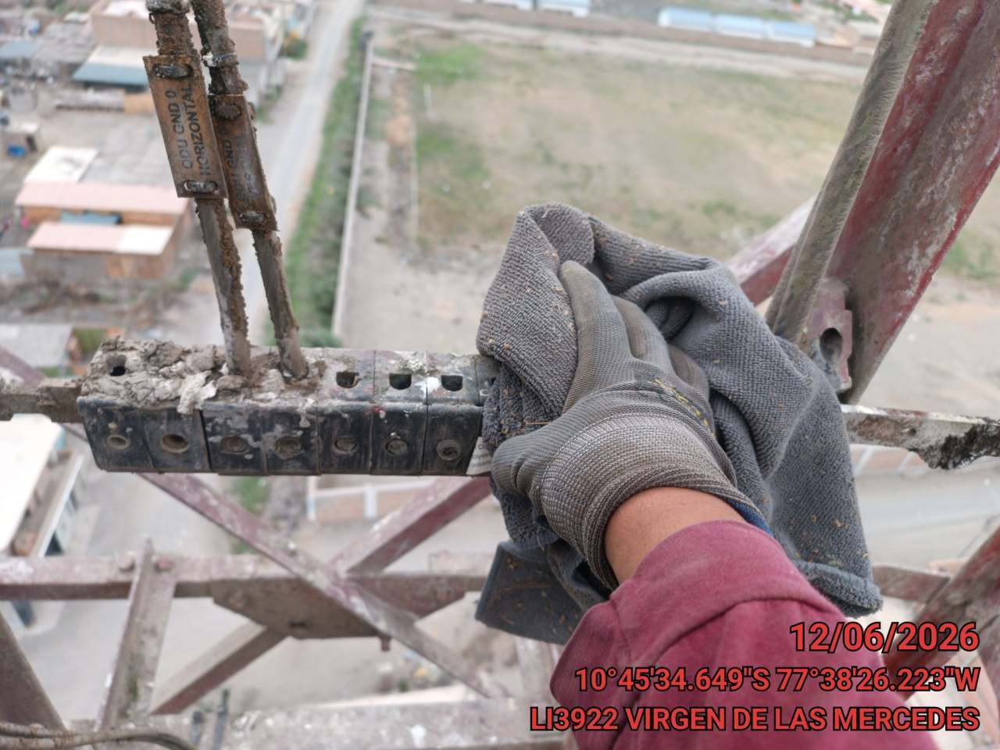 ODU GND 0
HORIZONTAL
GND
12/06/2026
10°45'34.649"S 77°38'26.223"W
LI3922 VIRGEN DE LAS MERCEDES